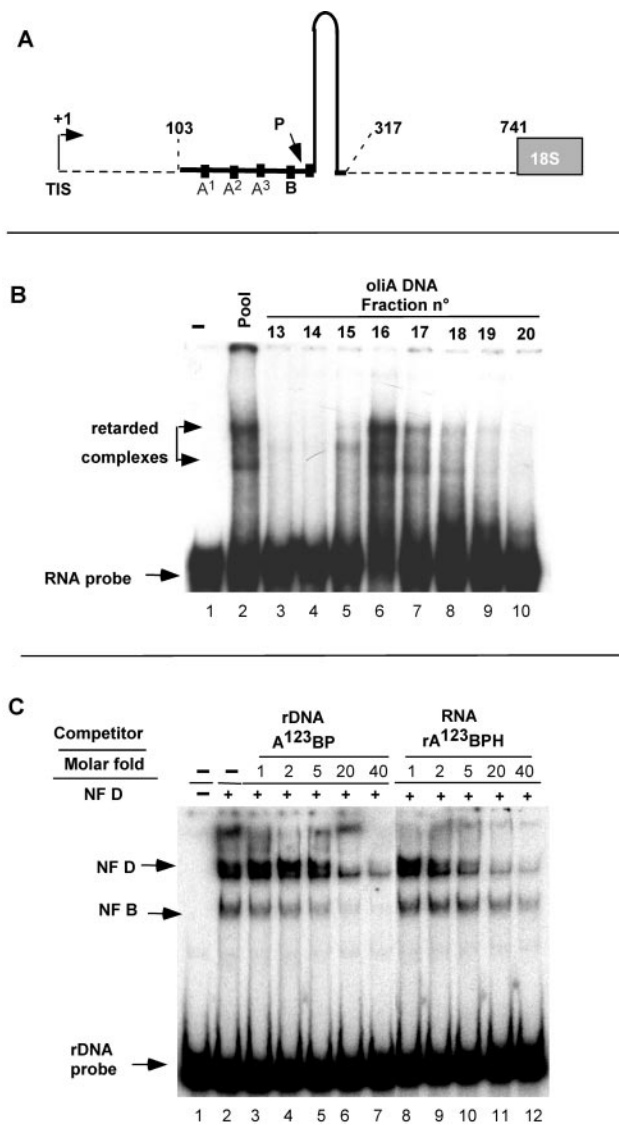 A
+1
103
P
317
741
18S
TIS
A1 A2 A3 B
B
oliA DNA
Fraction n°
– Pool 13 14 15 16 17 18 19 20
retarded
complexes
RNA probe
1 2 3 4 5 6 7 8 9 10
C
Competitor
rDNA
A123BP
RNA
rA123BPH
Molar fold – – 1 2 5 20 40 1 2 5 20 40
NF D – + + + + + + + + + + +
NF D
NF B
rDNA
probe
1 2 3 4 5 6 7 8 9 10 11 12